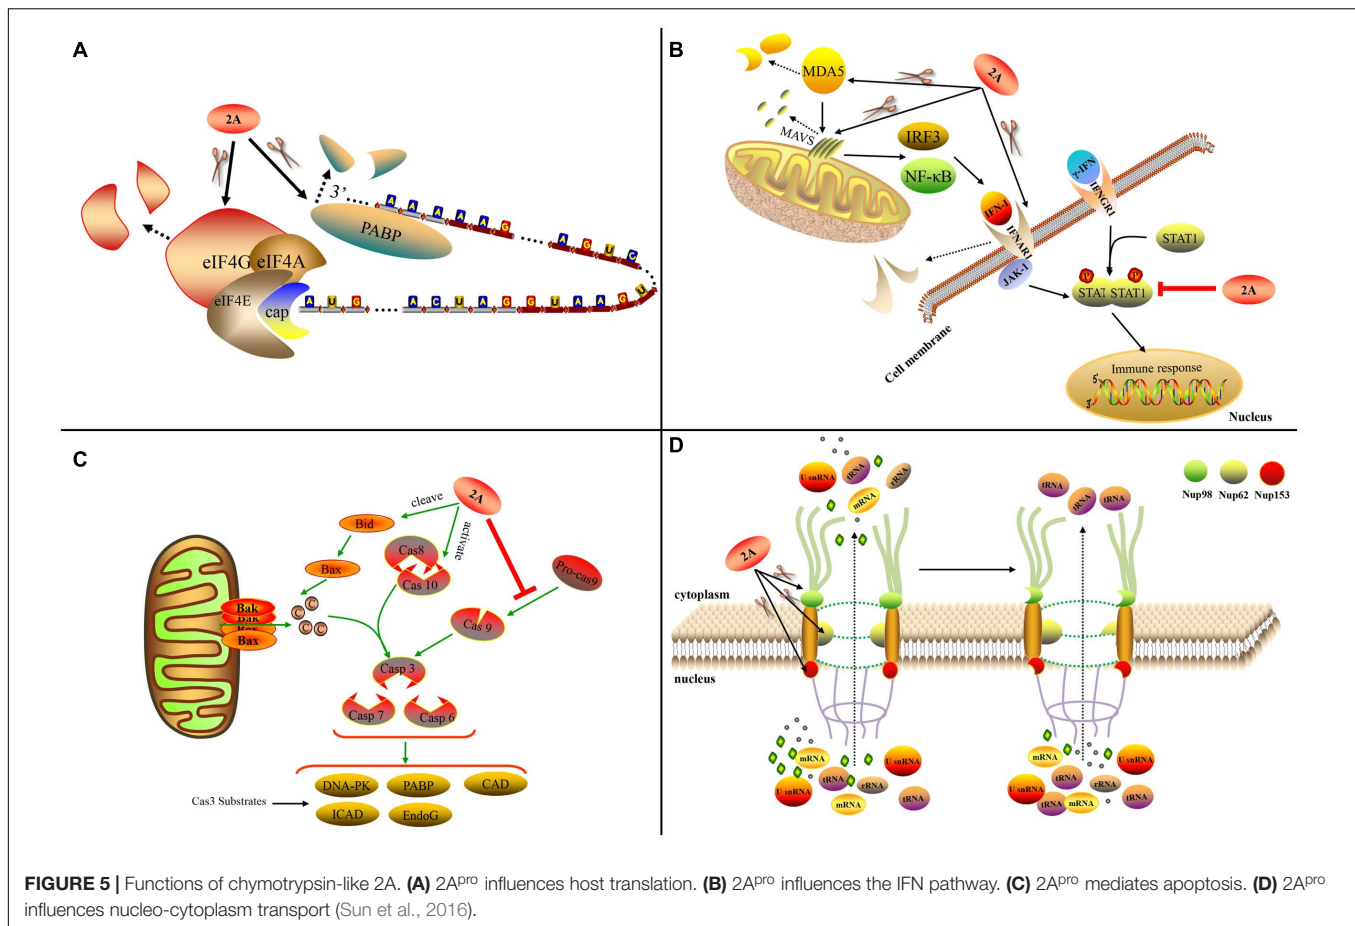 A
2A
3’
A A A A G
A G U C
PABP
eIF4G
eIF4A
eIF4E
cap
A U G
A C U A G G U A A G U
B
MDA5
2A
MAVS
IRF3
NF-κB
γ-IFN
IFNGR1
IFN-I
IFNAR1
JAK-1
STAT1
P P
STAT STAT1
2A
Cell membrane
Immune response
5'
3'
Nucleus
C
2A
cleave
activate
Bid
Bax
Cas8
Cas 10
Pro-cas9
Cas 9
Bak
Bak
Bax
Bax
C
C
C
C
Casp 3
Casp 7
Casp 6
DNA-PK
PABP
CAD
Cas3 Substrates
ICAD
EndoG
D
U snRNA
tRNA
rRNA
mRNA
tRNA
tRNA
tRNA
Nup98
Nup62
Nup153
2A
cytoplasm
nucleus
mRNA
U snRNA
tRNA
rRNA
U snRNA
mRNA
tRNA
mRNA
U snRNA
tRNA
rRNA
U snRNA
tRNA
mRNA
tRNA
FIGURE 5 | Functions of chymotrypsin-like 2A. (A) 2Apro influences host translation. (B) 2Apro influences the IFN pathway. (C) 2Apro mediates apoptosis. (D) 2Apro
influences nucleo-cytoplasm transport (Sun et al., 2016).